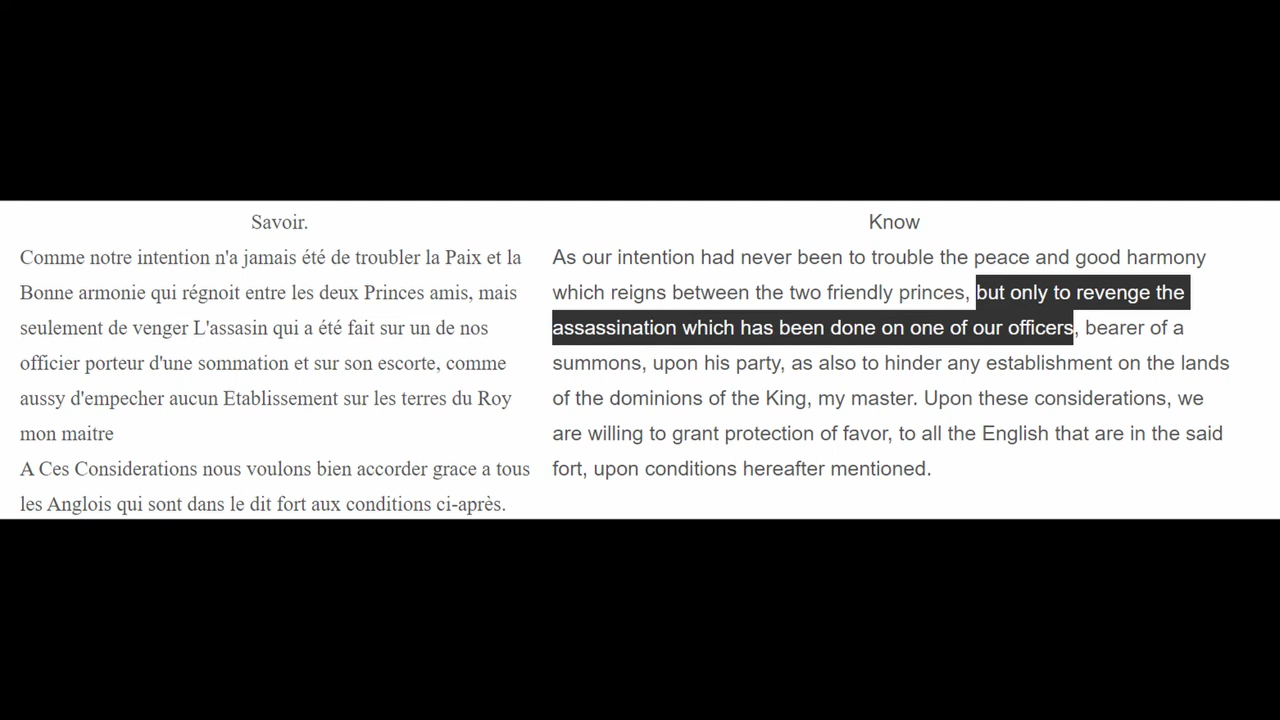 Savoir.
Comme notre intention n'a jamais été de troubler la Paix et la
Bonne armonie qui régnoit entre les deux Princes amis, mais
seulement de venger L'assasin qui a été fait sur un de nos
officier porteur d'une sommation et sur son escorte, comme
aussy d'empecher aucun Etablissement sur les terres du Roy
mon maitre
A Ces Considerations nous voulons bien accorder grace a tous
les Anglois qui sont dans le dit fort aux conditions ci-après.
Know
As our intention had never been to trouble the peace and good harmony
which reigns between the two friendly princes, but only to revenge the
assassination which has been done on one of our officers, bearer of a
summons, upon his party, as also to hinder any establishment on the lands
of the dominions of the King, my master. Upon these considerations, we
are willing to grant protection of favor, to all the English that are in the said
fort, upon conditions hereafter mentioned.